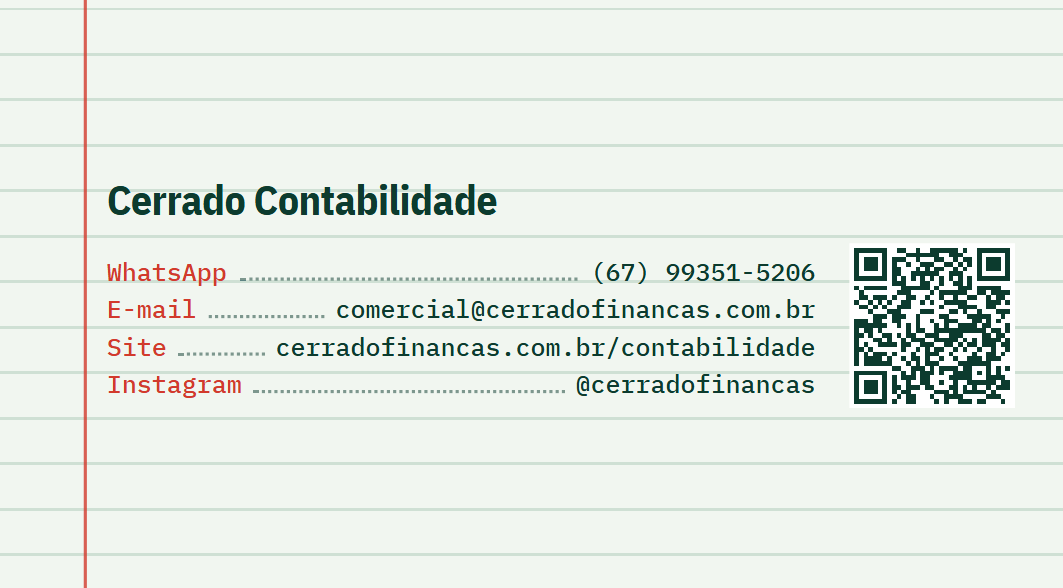 Cerrado Contabilidade
WhatsApp (67) 99351-5206
E-mail comercial@cerradofinancas.com.br
Site cerradofinancas.com.br/contabilidade
Instagram @cerradofinancas